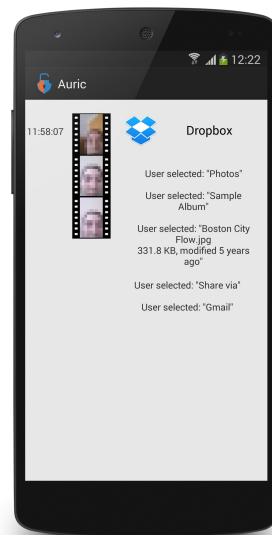 12:22
Auric
11:58:07
Dropbox
User selected: "Photos"
User selected: "Sample
Album"
User selected: "Boston City
Flow.jpg
331.8 KB, modified 5 years
ago"
User selected: "Share via"
User selected: "Gmail"